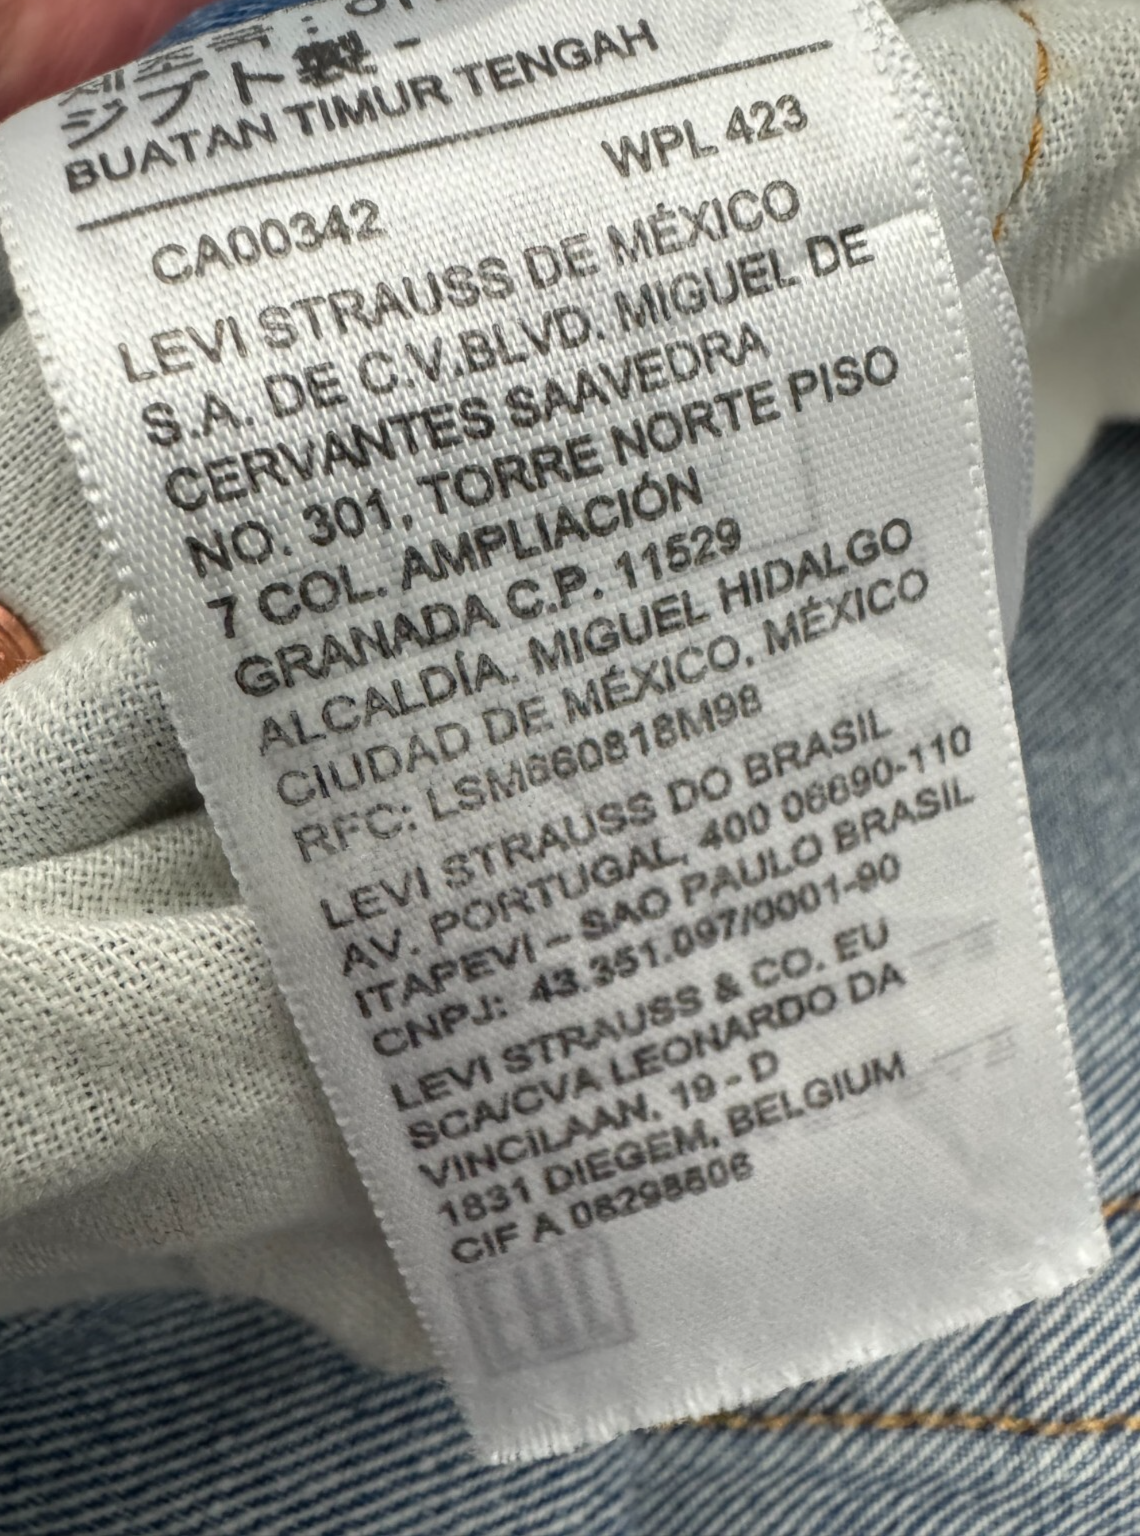 ジプト製
BUATAN TIMUR TENGAH
WPL 423
CA00342
LEVI STRAUSS DE MÉXICO
S.A. DE C.V.BLVD. MIGUEL DE
CERVANTES SAAVEDRA
NO. 301, TORRE NORTE PISO
7 COL. AMPLIACIÓN
GRANADA C.P. 11529
ALCALDÍA. MIGUEL HIDALGO
CIUDAD DE MÉXICO. MÉXICO
RFC: LSM860818M98
LEVI STRAUSS DO BRASIL
AV. PORTUGAL, 400 06690-110
ITAPEVI – SAO PAULO BRASIL
CNPJ: 43.351.097/0001-90
LEVI STRAUSS & CO. EU
SCA/CVA LEONARDO DA
VINCILAAN, 19 - D
1831 DIEGEM, BELGIUM
CIF A 08298606